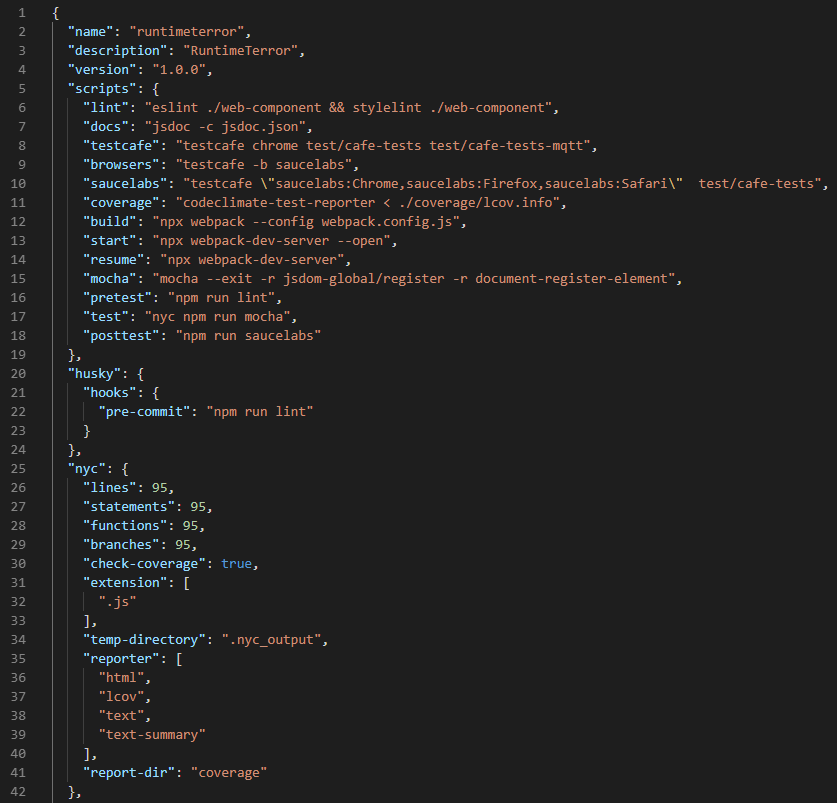 1 {
2   "name": "runtimeterror",
3   "description": "RuntimeTerror",
4   "version": "1.0.0",
5   "scripts": {
6     "lint": "eslint ./web-component && stylelint ./web-component",
7     "docs": "jsdoc -c jsdoc.json",
8     "testcafe": "testcafe chrome test/cafe-tests test/cafe-tests-mqtt",
9     "browsers": "testcafe -b saucelabs",
10     "saucelabs": "testcafe \"saucelabs:Chrome,saucelabs:Firefox,saucelabs:Safari\"  test/cafe-tests",
11     "coverage": "codeclimate-test-reporter < ./coverage/lcov.info",
12     "build": "npx webpack --config webpack.config.js",
13     "start": "npx webpack-dev-server --open",
14     "resume": "npx webpack-dev-server",
15     "mocha": "mocha --exit -r jsdom-global/register -r document-register-element",
16     "pretest": "npm run lint",
17     "test": "nyc npm run mocha",
18     "posttest": "npm run saucelabs"
19   },
20   "husky": {
21     "hooks": {
22       "pre-commit": "npm run lint"
23     }
24   },
25   "nyc": {
26     "lines": 95,
27     "statements": 95,
28     "functions": 95,
29     "branches": 95,
30     "check-coverage": true,
31     "extension": [
32       ".js"
33     ],
34     "temp-directory": ".nyc_output",
35     "reporter": [
36       "html",
37       "lcov",
38       "text",
39       "text-summary"
40     ],
41     "report-dir": "coverage"
42   },